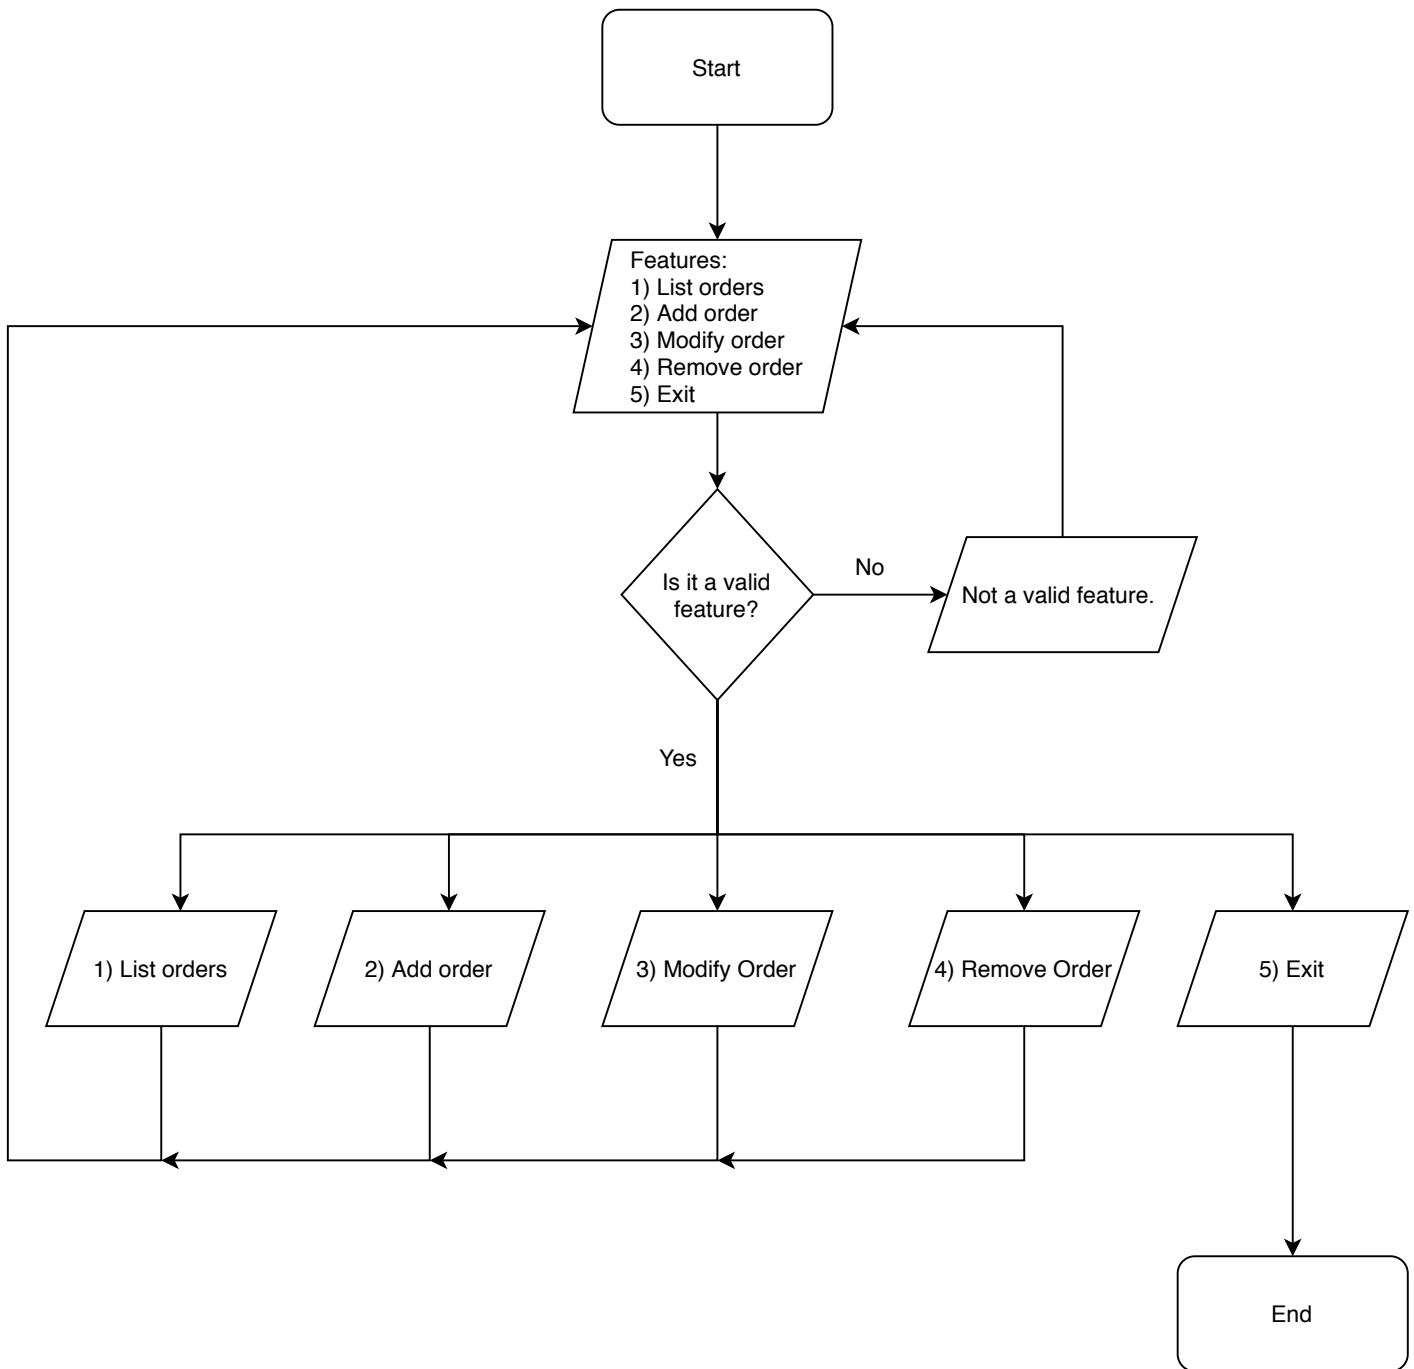 Start
Features:
1) List orders
2) Add order
3) Modify order
4) Remove order
5) Exit
Is it a valid
feature?
No
Not a valid feature.
Yes
1) List orders
2) Add order
3) Modify Order
4) Remove Order
5) Exit
End